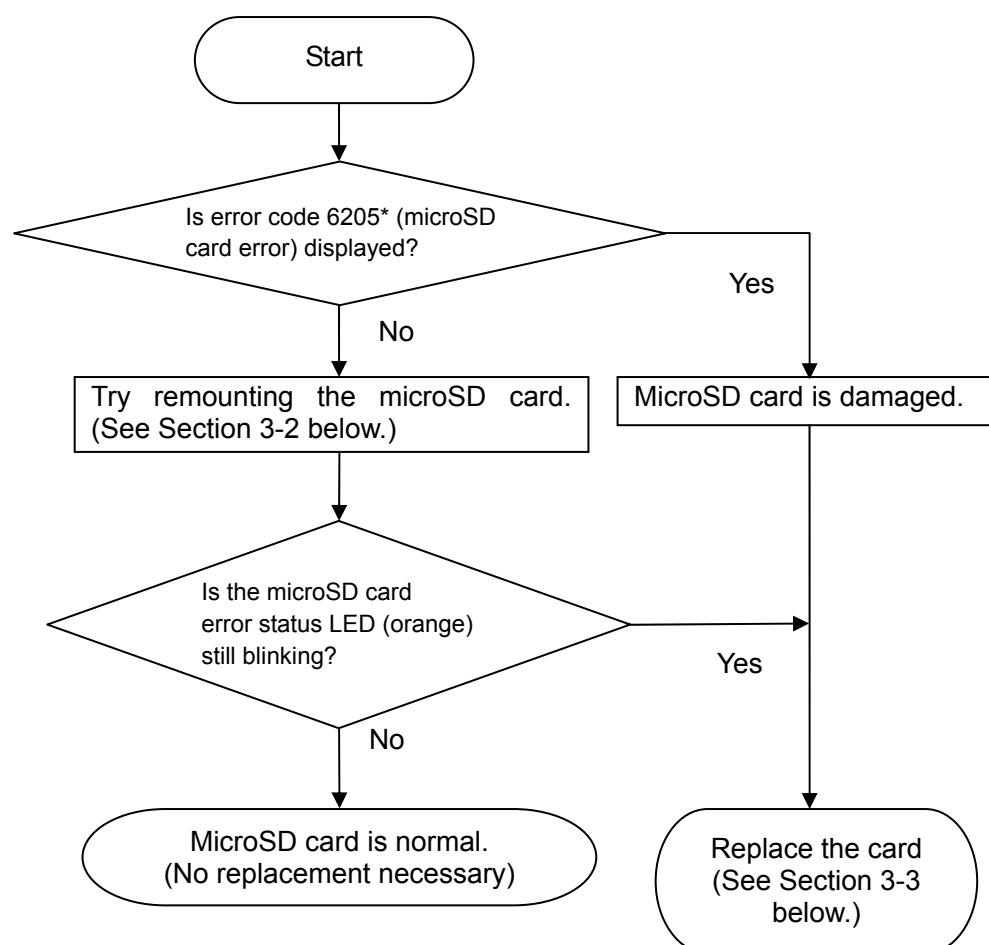 Start
Is error code 6205* (microSD
card error) displayed?
Yes
No
Try remounting the microSD card.
(See Section 3-2 below.)
MicroSD card is damaged.
Is the microSD card
error status LED (orange)
still blinking?
Yes
No
MicroSD card is normal.
(No replacement necessary)
Replace the card
(See Section 3-3
below.)